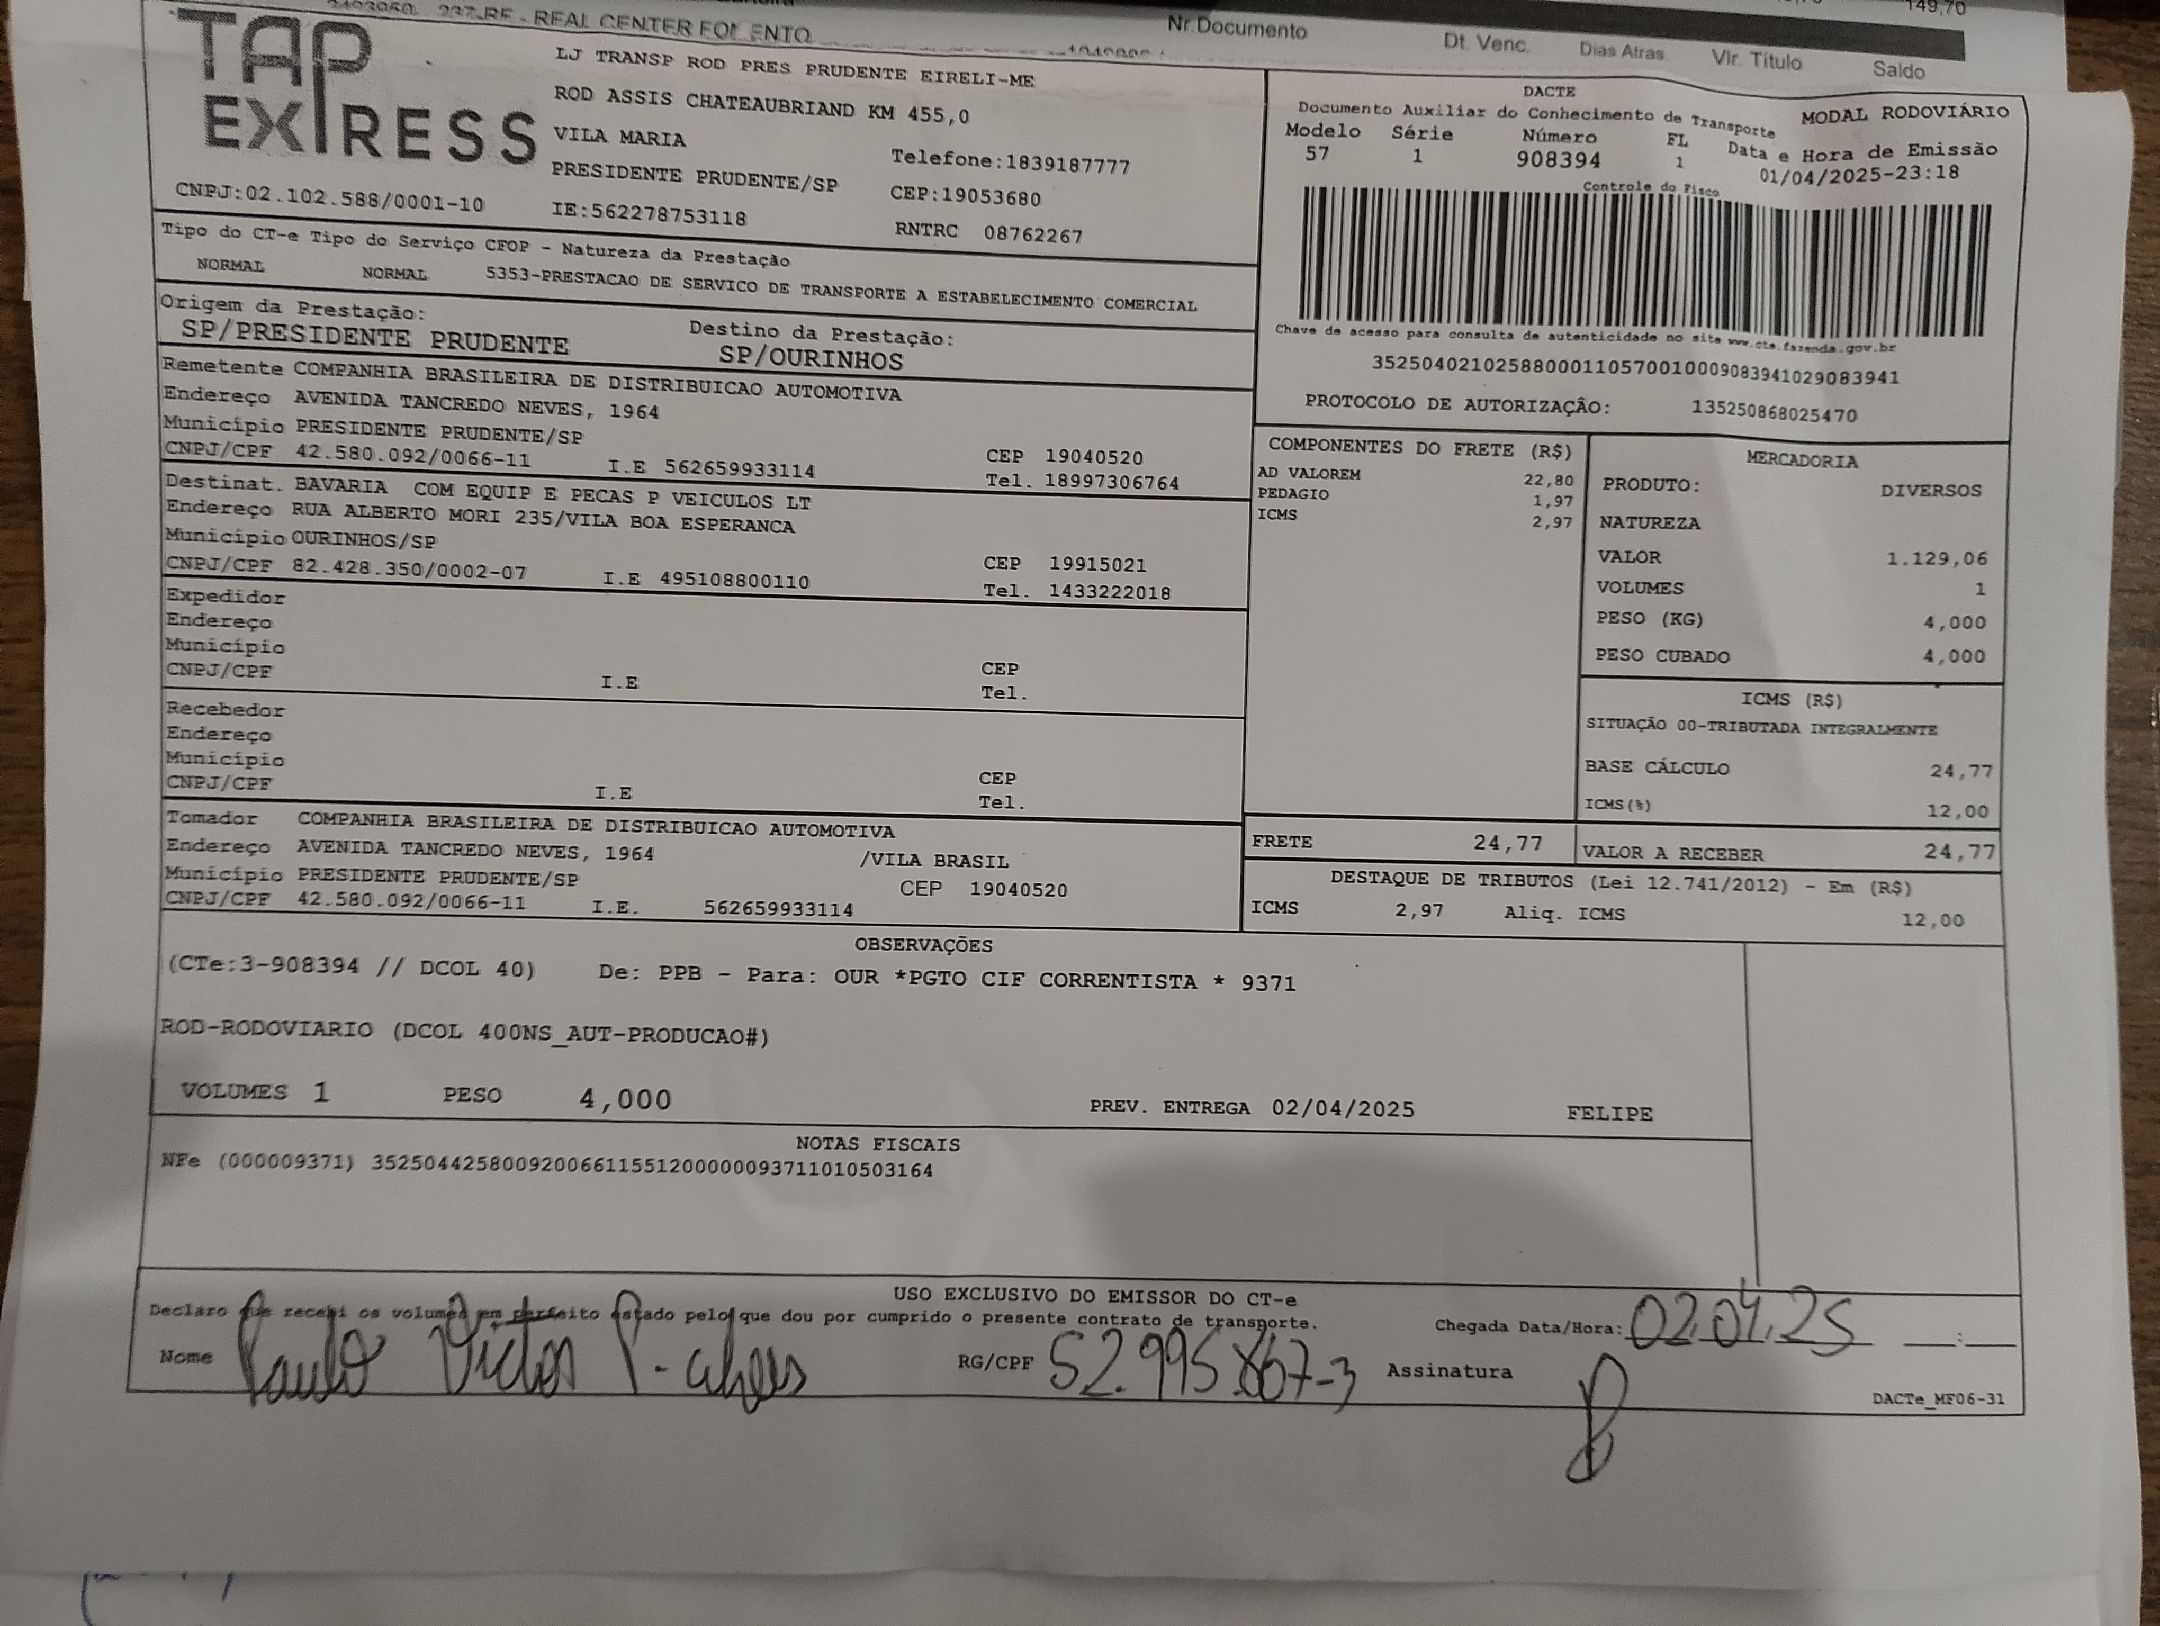 237-RF - REAL CENTER FOMENTO
149,70
Nr.Documento Dt. Venc. Dias Atras. Vlr. Título Saldo
TAP EXPRESS
LJ TRANSP ROD PRES PRUDENTE EIRELI-ME
ROD ASSIS CHATEAUBRIAND KM 455,0
VILA MARIA
Telefone:1839187777
PRESIDENTE PRUDENTE/SP CEP:19053680
CNPJ:02.102.588/0001-10 IE:562278753118 RNTRC 08762267
DACTE
Documento Auxiliar do Conhecimento de Transporte MODAL RODOVIÁRIO
Modelo Série Número FL Data e Hora de Emissão
57 1 908394 1 01/04/2025-23:18
Controle do Fisco
Chave de acesso para consulta de autenticidade no site www.cte.fazenda.gov.br
35250402102588000110570010009083941029083941
PROTOCOLO DE AUTORIZAÇÂO: 135250868025470
Tipo do CT-e Tipo do Serviço CFOP - Natureza da Prestação
NORMAL NORMAL 5353-PRESTACAO DE SERVICO DE TRANSPORTE A ESTABELECIMENTO COMERCIAL
Origem da Prestação: Destino da Prestação:
SP/PRESIDENTE PRUDENTE SP/OURINHOS
Remetente COMPANHIA BRASILEIRA DE DISTRIBUICAO AUTOMOTIVA
Endereço AVENIDA TANCREDO NEVES, 1964
Município PRESIDENTE PRUDENTE/SP CEP 19040520
CNPJ/CPF 42.580.092/0066-11 I.E 562659933114 Tel. 18997306764
Destinat. BAVARIA COM EQUIP E PECAS P VEICULOS LT
Endereço RUA ALBERTO MORI 235/VILA BOA ESPERANCA
Município OURINHOS/SP CEP 19915021
CNPJ/CPF 82.428.350/0002-07 I.E 495108800110 Tel. 1433222018
Expedidor
Endereço
Município CEP
CNPJ/CPF I.E Tel.
Recebedor
Endereço
Município CEP
CNPJ/CPF I.E Tel.
Tomador COMPANHIA BRASILEIRA DE DISTRIBUICAO AUTOMOTIVA
Endereço AVENIDA TANCREDO NEVES, 1964 /VILA BRASIL
Município PRESIDENTE PRUDENTE/SP CEP 19040520
CNPJ/CPF 42.580.092/0066-11 I.E. 562659933114
COMPONENTES DO FRETE (R$)
AD VALOREM 22,80
PEDAGIO 1,97
ICMS 2,97
MERCADORIA
PRODUTO: DIVERSOS
NATUREZA
VALOR 1.129,06
VOLUMES 1
PESO (KG) 4,000
PESO CUBADO 4,000
ICMS (R$)
SITUAÇÃO 00-TRIBUTADA INTEGRALMENTE
BASE CÁLCULO 24,77
ICMS(%) 12,00
FRETE 24,77 VALOR A RECEBER 24,77
DESTAQUE DE TRIBUTOS (Lei 12.741/2012) - Em (R$)
ICMS 2,97 Aliq. ICMS 12,00
OBSERVAÇÕES
(CTe:3-908394 // DCOL 40) De: PPB - Para: OUR *PGTO CIF CORRENTISTA * 9371
ROD-RODOVIARIO (DCOL 400NS_AUT-PRODUCAO#)
VOLUMES 1 PESO 4,000 PREV. ENTREGA 02/04/2025 FELIPE
NOTAS FISCAIS
NFe (000009371) 35250442580092006611551200000093711010503164
USO EXCLUSIVO DO EMISSOR DO CT-e
Declaro que recebi os volumes em perfeito estado pelo que dou por cumprido o presente contrato de transporte. Chegada Data/Hora: 02.04.25 __:__
Nome Paulo Victor P. RG/CPF 52.995.867-3 Assinatura
DACTe_MF06-31